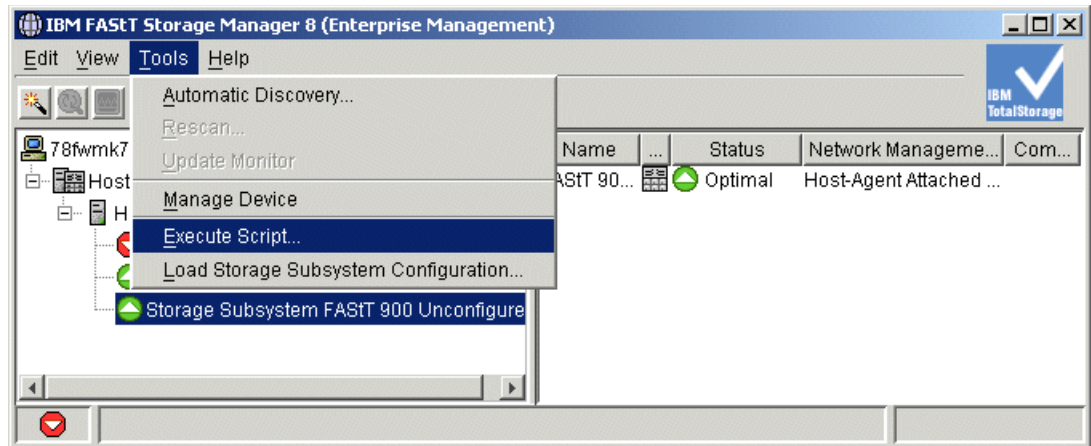 IBM FAStT Storage Manager 8 (Enterprise Management)
Edit View Tools Help
IBM
TotalStorage
Automatic Discovery...
Rescan...
Update Monitor
Manage Device
Execute Script...
Load Storage Subsystem Configuration...
78fwmk7
Host
H
Storage Subsystem FAStT 900 Unconfigure
Name ... Status Network Manageme... Com...
AStT 90... Optimal Host-Agent Attached ...